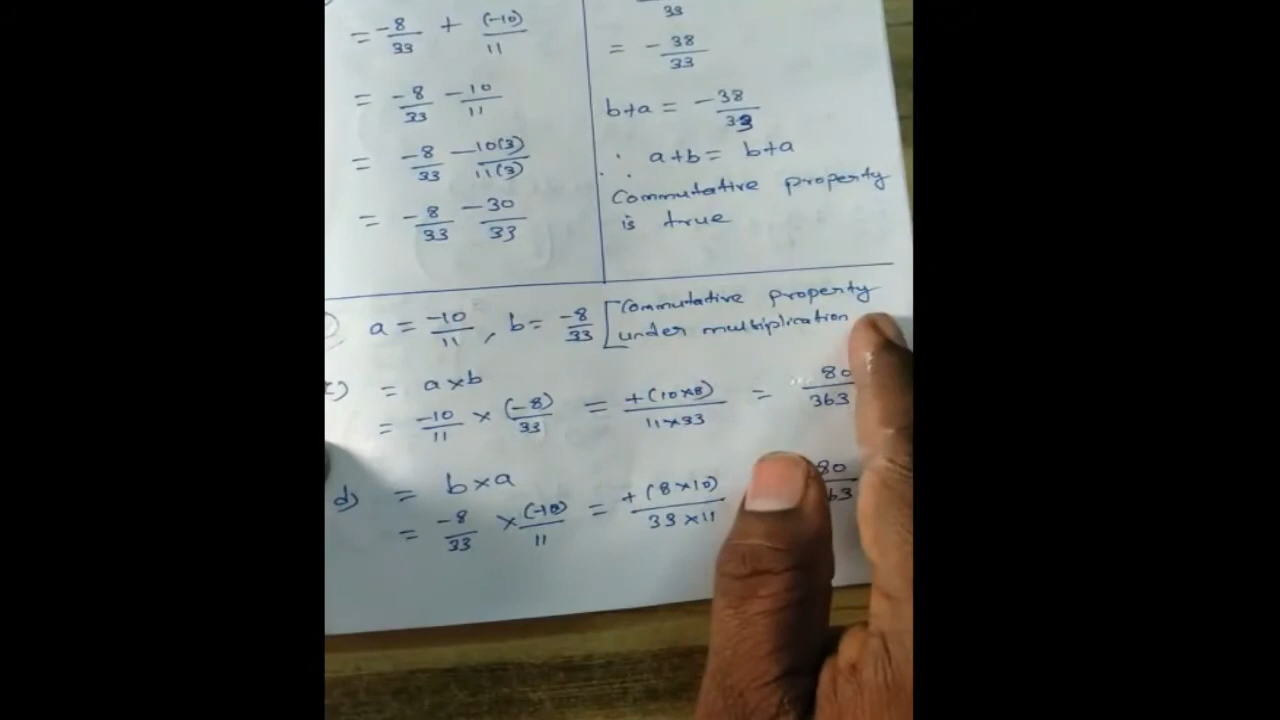 = -8/33 + (-10)/11
= -8/33 - 10/11
= -8/33 - 10(3)/11(3)
= -8/33 - 30/33
33
= - 38/33
b+a = - 38/33
∴ a+b = b+a
Commutative property
is true
a = -10/11 , b = -8/33 [Commutative property
under multiplication
= a×b
= -10/11 × (-8)/33 = +(10×8)/11×33 = 80/363
d) = b×a
= -8/33 × (-10)/11 = +(8×10)/33×11 80/363